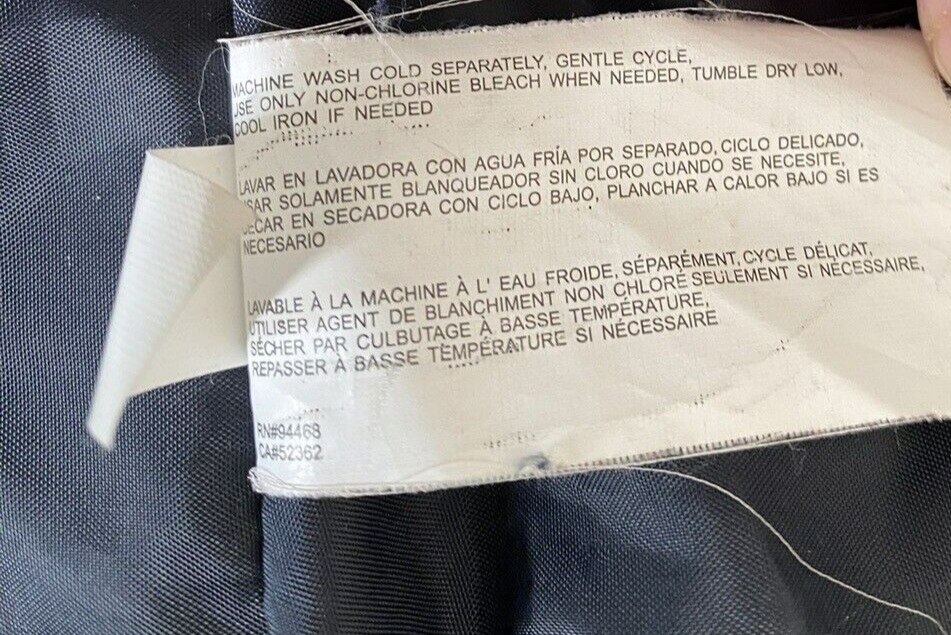 MACHINE WASH COLD SEPARATELY, GENTLE CYCLE,
USE ONLY NON-CHLORINE BLEACH WHEN NEEDED, TUMBLE DRY LOW,
COOL IRON IF NEEDED
LAVAR EN LAVADORA CON AGUA FRÍA POR SEPARADO, CICLO DELICADO,
USAR SOLAMENTE BLANQUEADOR SIN CLORO CUANDO SE NECESITE,
SECAR EN SECADORA CON CICLO BAJO, PLANCHAR A CALOR BAJO SI ES
NECESARIO
LAVABLE À LA MACHINE À L' EAU FROIDE, SÉPARÉMENT, CYCLE DÉLICAT,
UTILISER AGENT DE BLANCHIMENT NON CHLORÉ SEULEMENT SI NÉCESSAIRE,
SÉCHER PAR CULBUTAGE À BASSE TEMPÉRATURE,
REPASSER À BASSE TEMPÉRATURE SI NÉCESSAIRE
RN#94468
CA#52362